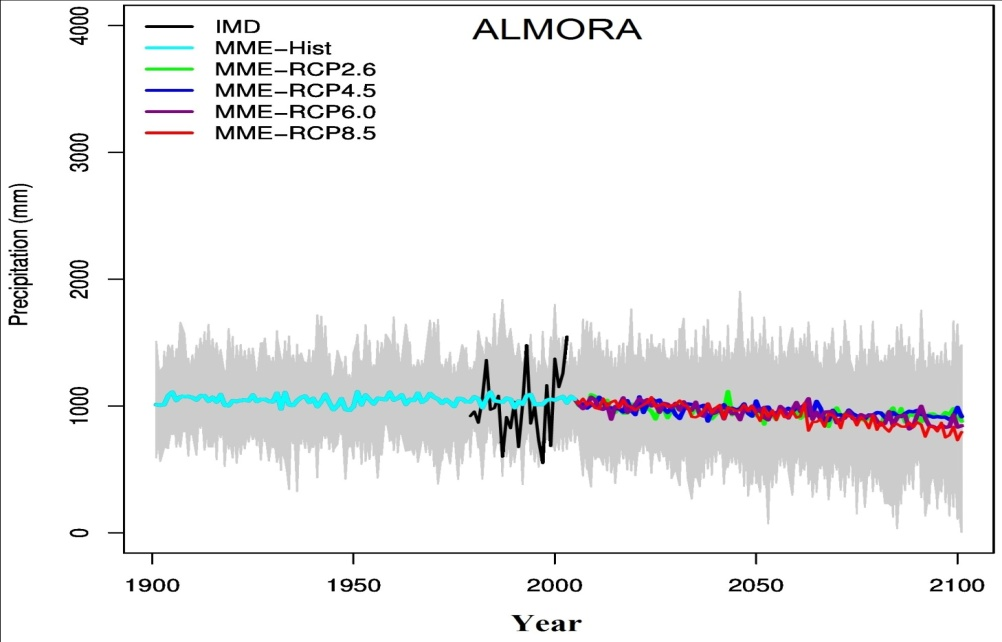 ALMORA
IMD
MME−Hist
MME−RCP2.6
MME−RCP4.5
MME−RCP6.0
MME−RCP8.5
Precipitation (mm)
4000
3000
2000
1000
0
1900 1950 2000 2050 2100
Year